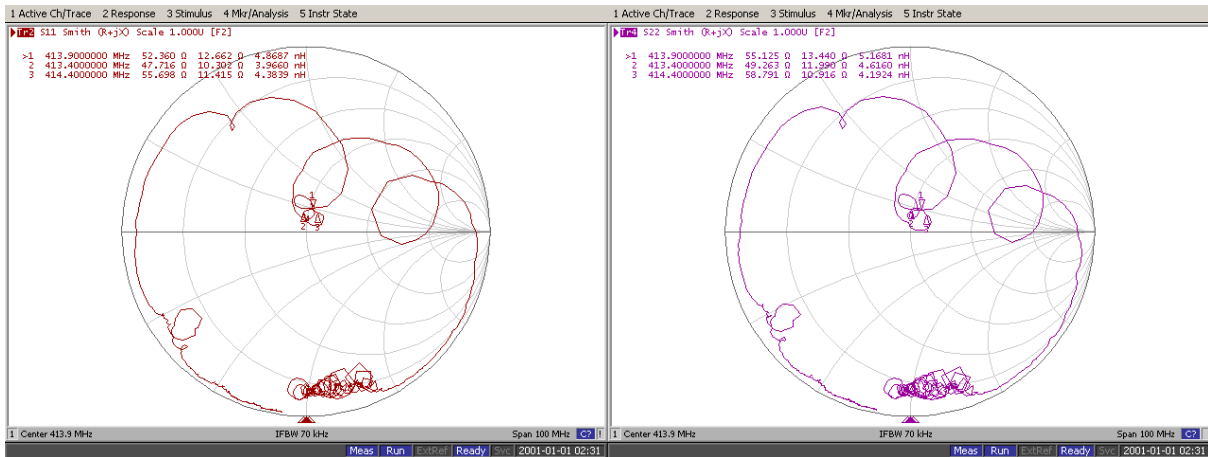 1 Active Ch/Trace 2 Response 3 Stimulus 4 Mkr/Analysis 5 Instr State
Tr2 S11 Smith (R+jX) Scale 1.000U [F2]
>1 413.9000000 MHz 52.360 Ω 12.662 Ω 4.8687 nH
2 413.4000000 MHz 47.716 Ω 10.302 Ω 3.9660 nH
3 414.4000000 MHz 55.698 Ω 11.415 Ω 4.3839 nH
1
2 3
1 Center 413.9 MHz IFBW 70 kHz Span 100 MHz C? !
Meas Run ExtRef Ready Svc 2001-01-01 02:31
1 Active Ch/Trace 2 Response 3 Stimulus 4 Mkr/Analysis 5 Instr State
Tr4 S22 Smith (R+jX) Scale 1.000U [F2]
>1 413.9000000 MHz 55.125 Ω 13.440 Ω 5.1681 nH
2 413.4000000 MHz 49.263 Ω 11.990 Ω 4.6160 nH
3 414.4000000 MHz 58.791 Ω 10.916 Ω 4.1924 nH
1
1 Center 413.9 MHz IFBW 70 kHz Span 100 MHz C? !
Meas Run ExtRef Ready Svc 2001-01-01 02:31